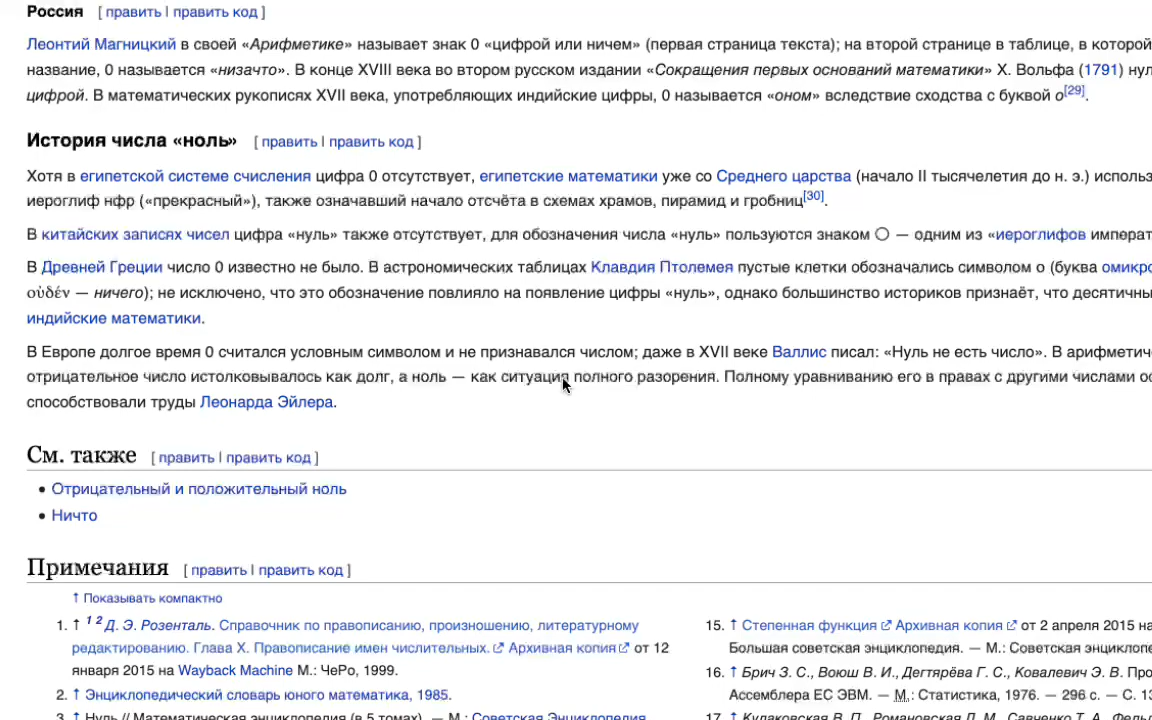 Россия [ править | править код ]
Леонтий Магницкий в своей «Арифметике» называет знак 0 «цифрой или ничем» (первая страница текста); на второй странице в таблице, в которой
название, 0 называется «низачто». В конце XVIII века во втором русском издании «Сокращения первых оснований математики» Х. Вольфа (1791)
цифрой. В математических рукописях XVII века, употребляющих индийские цифры, 0 называется «оном» вследствие сходства с буквой о[29].
История числа «ноль» [ править | править код ]
Хотя в египетской системе счисления цифра 0 отсутствует, египетские математики уже со Среднего царства (начало II тысячелетия до н. э.)
иероглиф нфр («прекрасный»), также означавший начало отсчёта в схемах храмов, пирамид и гробниц[30].
В китайских записях чисел цифра «нуль» также отсутствует, для обозначения числа «нуль» пользуются знаком 〇 — одним из «иероглифов
В Древней Греции число 0 известно не было. В астрономических таблицах Клавдия Птолемея пустые клетки обозначались символом ο (буква
οὐδέν — ничего); не исключено, что это обозначение повлияло на появление цифры «нуль», однако большинство историков признаёт, что
индийские математики.
В Европе долгое время 0 считался условным символом и не признавался числом; даже в XVII веке Валлис писал: «Нуль не есть число». В
отрицательное число истолковывалось как долг, а ноль — как ситуация полного разорения. Полному уравниванию его в правах с другими числами
способствовали труды Леонарда Эйлера.
См. также [ править | править код ]
• Отрицательный и положительный ноль
• Ничто
Примечания [ править | править код ]
↑ Показывать компактно
1. ↑ 1 2 Д. Э. Розенталь. Справочник по правописанию, произношению, литературному
редактированию. Глава X. Правописание имен числительных. Архивная копия от 12
января 2015 на Wayback Machine М.: ЧеРо, 1999.
2. ↑ Энциклопедический словарь юного математика, 1985.
3. ↑ Нуль // Математическая энциклопедия (в 5 томах). — М.: Советская Энциклопедия
15. ↑ Степенная функция Архивная копия от 2 апреля 2015 на
Большая советская энциклопедия. — М.: Советская
16. ↑ Брич З. С., Воюш В. И., Дегтярёва Г. С., Ковалевич Э. В.
Ассемблера ЕС ЭВМ. — М.: Статистика, 1976. — 296 с. — С.
17. ↑ Кулаковская В. П., Романовская Л. М., Савченко Т. А.,